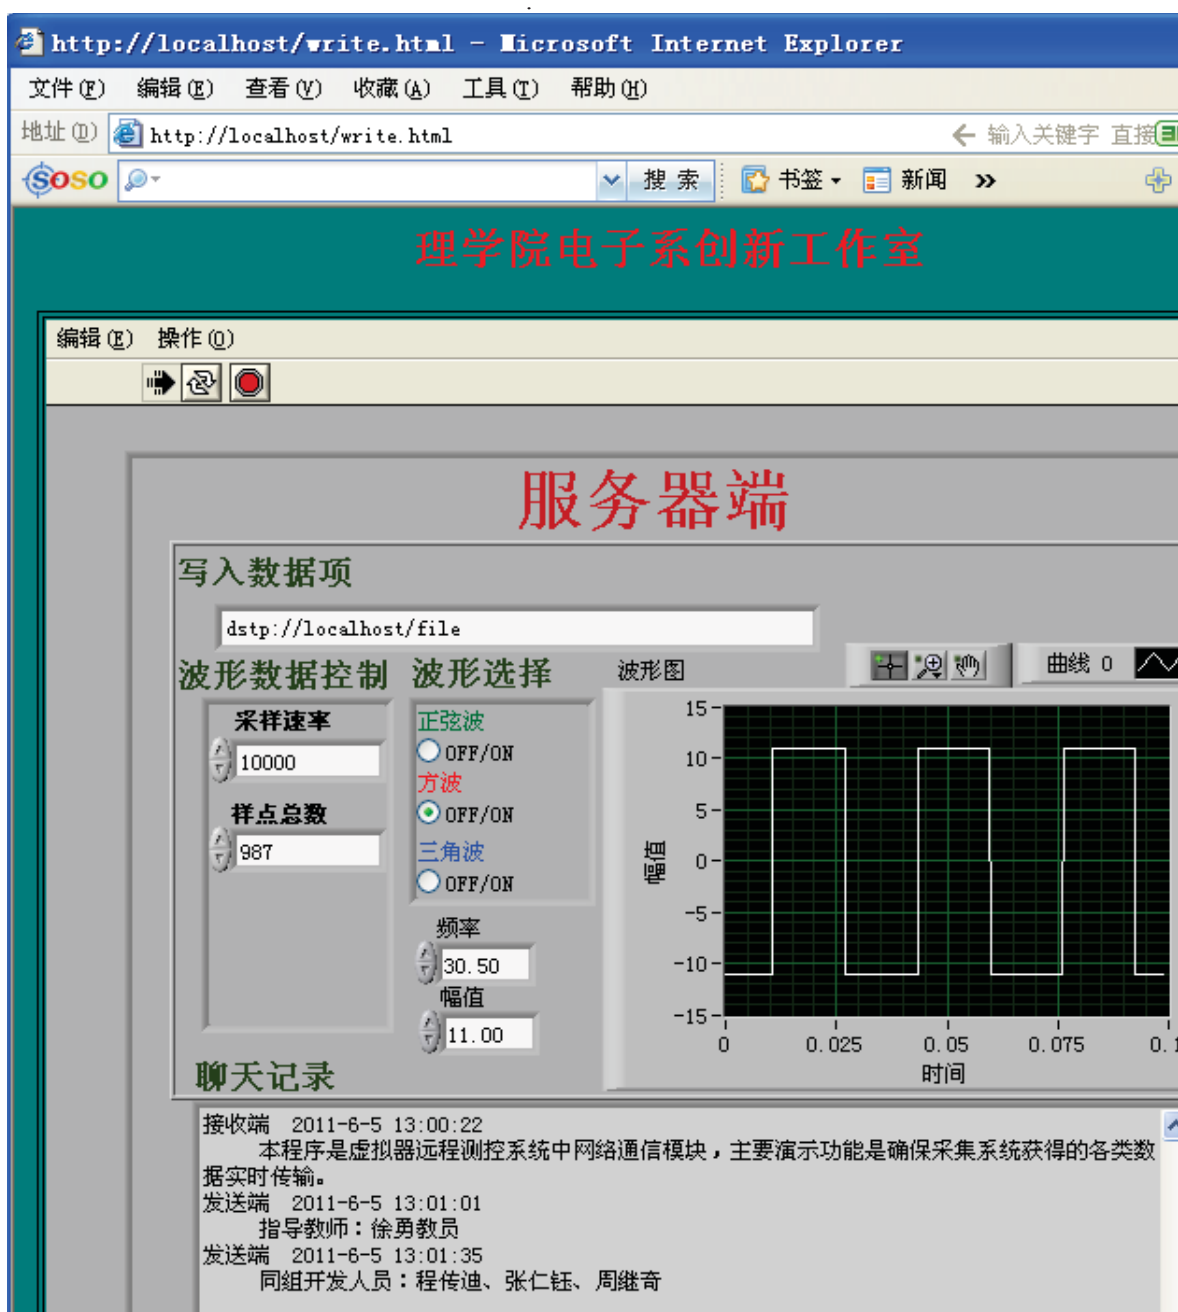 http://localhost/write.html - Microsoft Internet Explorer
文件(F) 编辑(E) 查看(V) 收藏(A) 工具(T) 帮助(H)
地址(D) http://localhost/write.html 输入关键字 直接
SOSO 搜索 书签 新闻 »
理学院电子系创新工作室
编辑(E) 操作(O)
服务器端
写入数据项
dstp://localhost/file
波形数据控制
采样速率
10000
样点总数
987
波形选择
正弦波
OFF/ON
方波
OFF/ON
三角波
OFF/ON
频率
30.50
幅值
11.00
波形图
曲线 0
15
10
5
0
-5
-10
-15
幅值
0 0.025 0.05 0.075 0.1
时间
聊天记录
接收端 2011-6-5 13:00:22
本程序是虚拟器远程测控系统中网络通信模块，主要演示功能是确保采集系统获得的各类数
据实时传输。
发送端 2011-6-5 13:01:01
指导教师：徐勇教员
发送端 2011-6-5 13:01:35
同组开发人员：程传迪、张仁钰、周继奇